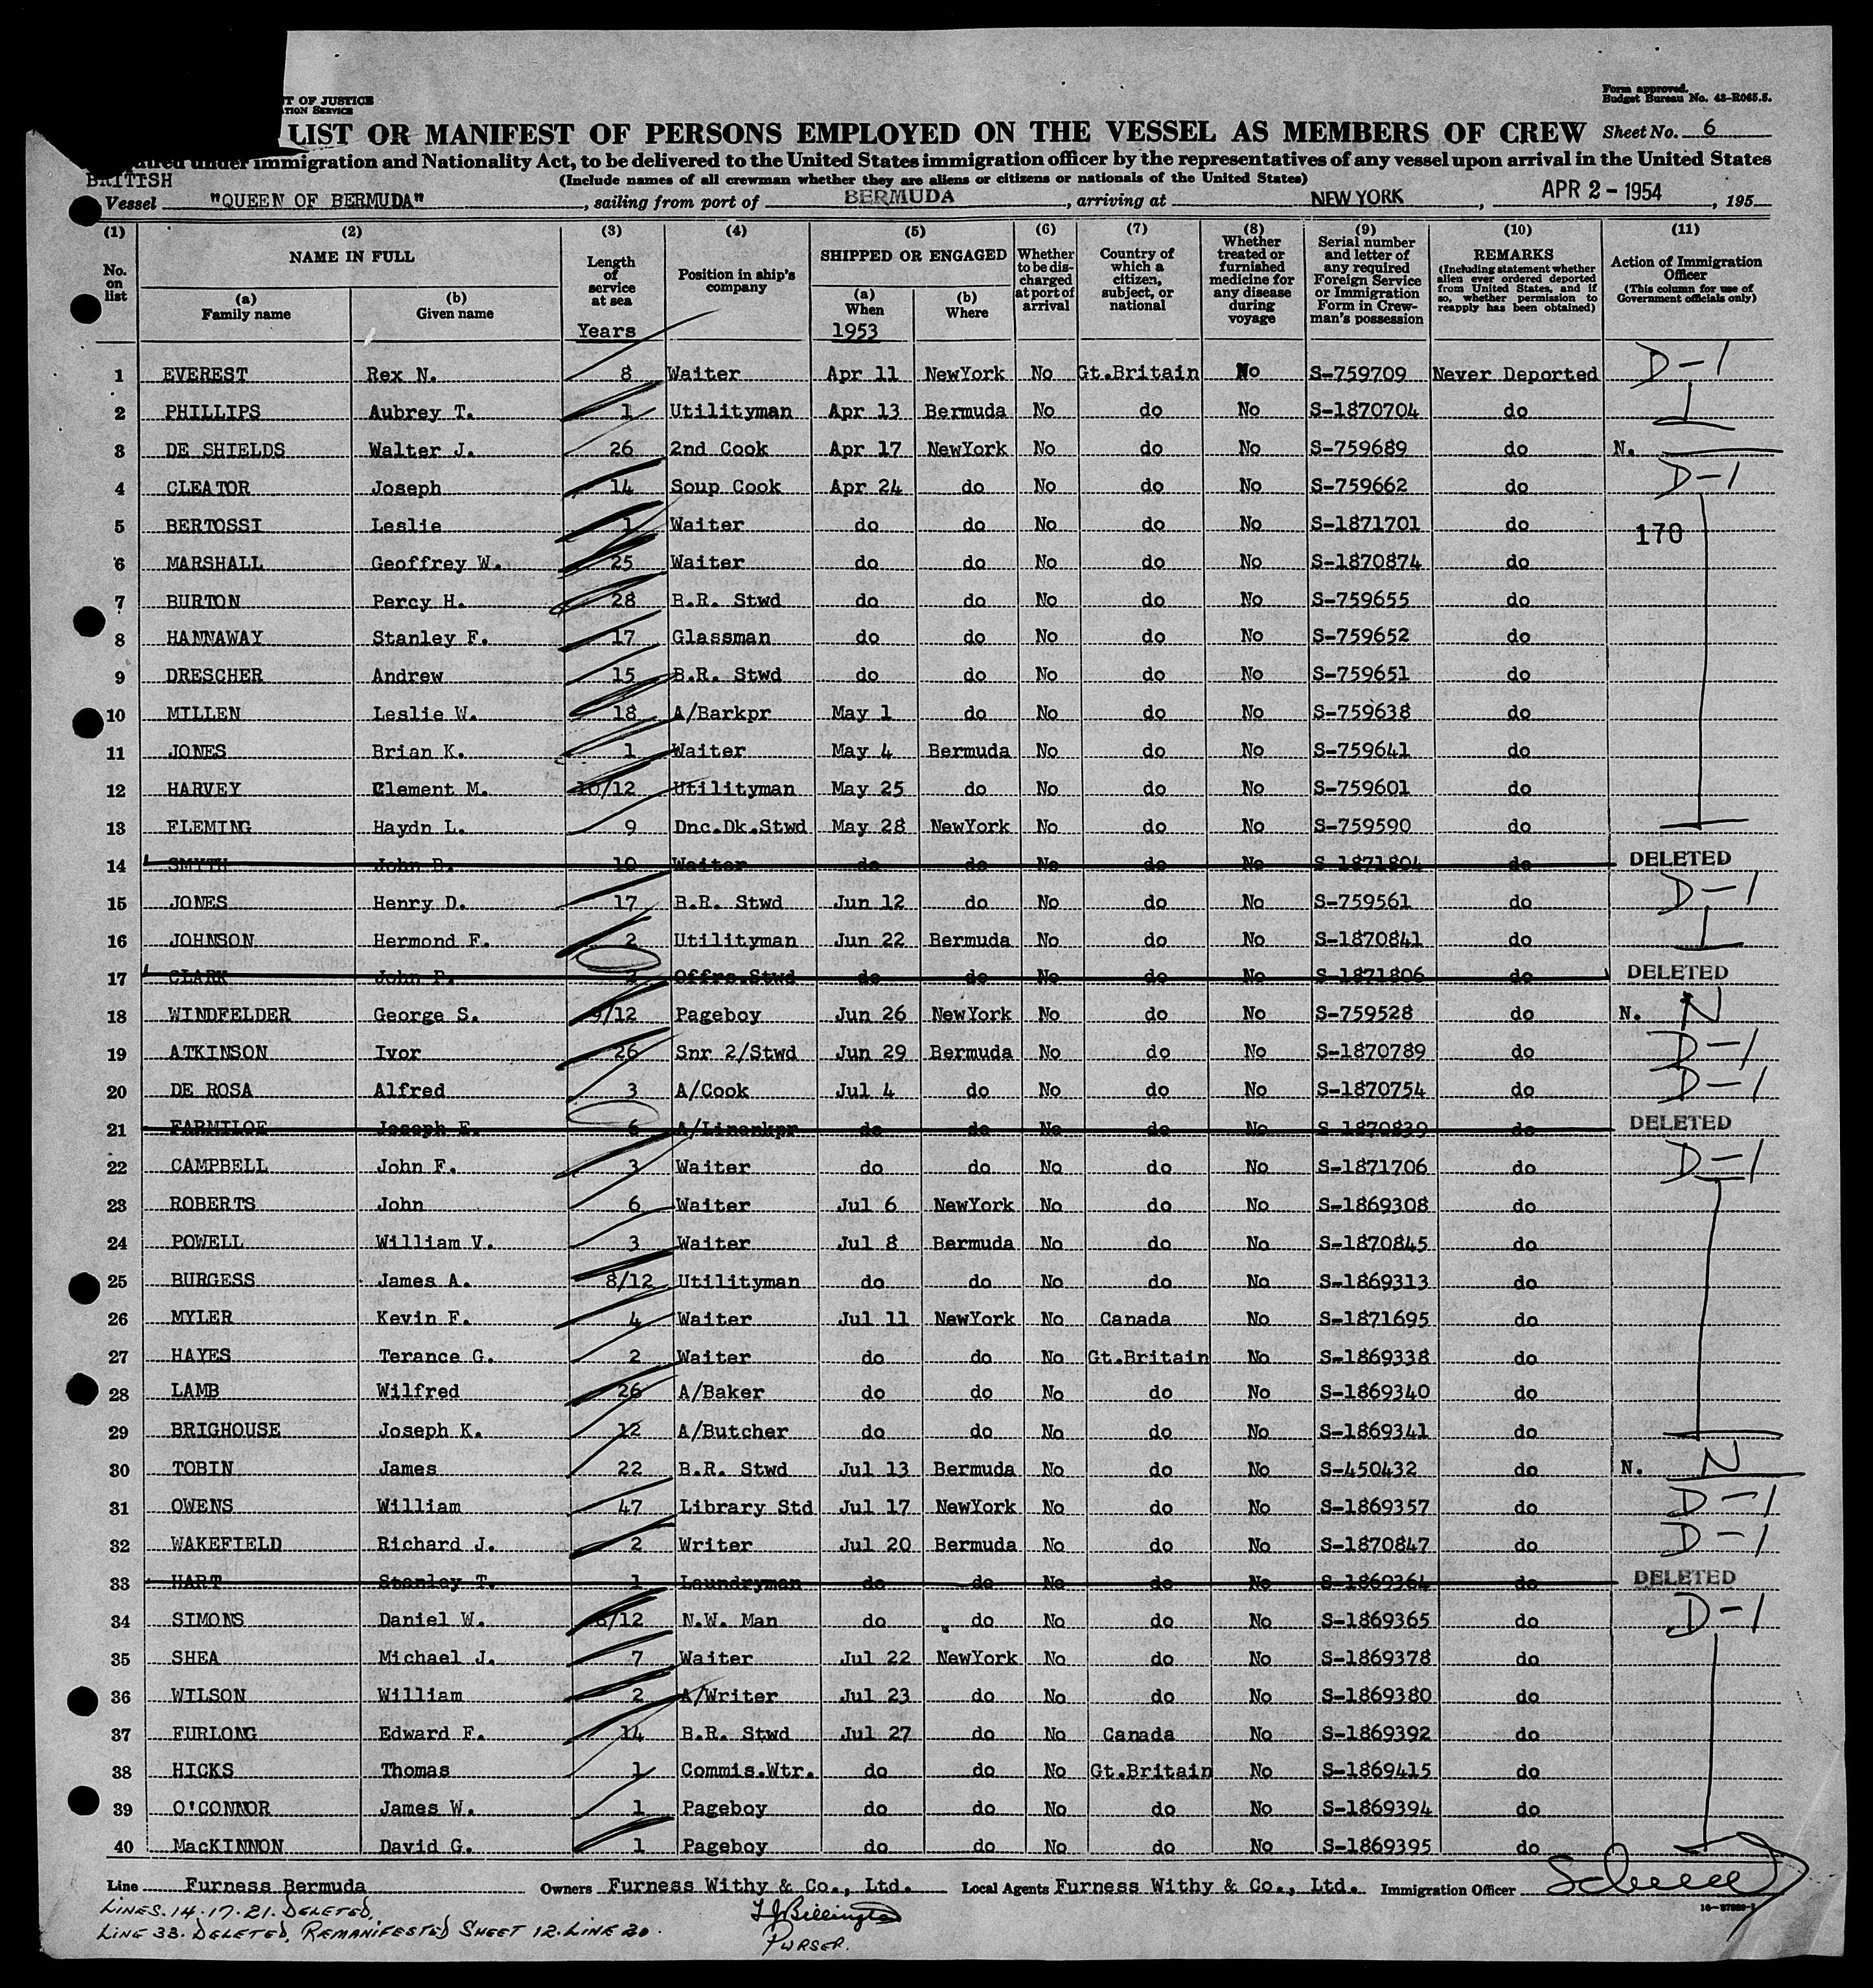 T OF JUSTICE
TION SERVICE
Form approved.
Budget Bureau No. 43-R065.5.
LIST OR MANIFEST OF PERSONS EMPLOYED ON THE VESSEL AS MEMBERS OF CREW Sheet No. 6
under immigration and Nationality Act, to be delivered to the United States immigration officer by the representatives of any vessel upon arrival in the United States
BRITISH
(Include names of all crewman whether they are aliens or citizens or nationals of the United States)
Vessel "QUEEN OF BERMUDA", sailing from port of BERMUDA, arriving at NEW YORK, APR 2 - 1954, 195
(1) (2) (3) (4) (5) (6) (7) (8) (9) (10) (11)
No. on list NAME IN FULL (a) Family name (b) Given name Length of service at sea Years Position in ship's company SHIPPED OR ENGAGED (a) When 1953 (b) Where Whether to be discharged at port of arrival Country of which a citizen, subject, or national Whether treated or furnished medicine for any disease during voyage Serial number and letter of any required Foreign Service or Immigration Form in Crewman's possession REMARKS (Including statement whether alien ever ordered deported from United States, and if so, whether permission to reapply has been obtained) Action of Immigration Officer (This column for use of Government officials only)
1 EVEREST Rex N. 8 Waiter Apr 11 NewYork No Gt.Britain No S-759709 Never Deported D-1
2 PHILLIPS Aubrey T. 1 Utilityman Apr 13 Bermuda No do No S-1870704 do
3 DE SHIELDS Walter J. 26 2nd Cook Apr 17 NewYork No do No S-759689 do N.
4 CLEATOR Joseph 14 Soup Cook Apr 24 do No do No S-759662 do D-1
5 BERTOSSI Leslie 1 Waiter do do No do No S-1871701 do 170
6 MARSHALL Geoffrey W. 25 Waiter do do No do No S-1870874 do
7 BURTON Percy H. 28 B.R. Stwd do do No do No S-759655 do
8 HANNAWAY Stanley F. 17 Glassman do do No do No S-759652 do
9 DRESCHER Andrew 15 B.R. Stwd do do No do No S-759651 do
10 MILLEN Leslie W. 18 A/Barkpr May 1 do No do No S-759638 do
11 JONES Brian K. 1 Waiter May 4 Bermuda No do No S-759641 do
12 HARVEY Clement M. 10/12 Utilityman May 25 do No do No S-759601 do
13 FLEMING Haydn L. 9 Dnc.Dk.Stwd May 28 NewYork No do No S-759590 do
14 SMYTH John B. 10 Waiter do do No do No S-1871804 do DELETED
15 JONES Henry D. 17 B.R. Stwd Jun 12 do No do No S-759561 do D-1
16 JOHNSON Hermond F. 2 Utilityman Jun 22 Bermuda No do No S-1870841 do
17 CLARK John P. 2 Offrs.Stwd do do No do No S-1871806 do DELETED
18 WINDFELDER George S. 9/12 Pageboy Jun 26 NewYork No do No S-759528 do N. N
19 ATKINSON Ivor 26 Snr 2/Stwd Jun 29 Bermuda No do No S-1870789 do D-1
20 DE ROSA Alfred 3 A/Cook Jul 4 do No do No S-1870754 do D-1
21 FARMILOE Joseph E. 6 A/Linenkpr do do No do No S-1870839 do DELETED
22 CAMPBELL John F. 3 Waiter do do No do No S-1871706 do D-1
23 ROBERTS John 6 Waiter Jul 6 NewYork No do No S-1869308 do
24 POWELL William V. 3 Waiter Jul 8 Bermuda No do No S-1870845 do
25 BURGESS James A. 8/12 Utilityman do do No do No S-1869313 do
26 MYLER Kevin F. 4 Waiter Jul 11 NewYork No Canada No S-1871695 do
27 HAYES Terance G. 2 Waiter do do No Gt.Britain No S-1869338 do
28 LAMB Wilfred 26 A/Baker do do No do No S-1869340 do
29 BRIGHOUSE Joseph K. 12 A/Butcher do do No do No S-1869341 do
30 TOBIN James 22 B.R. Stwd Jul 13 Bermuda No do No S-450432 do N. N
31 OWENS William 47 Library Std Jul 17 NewYork No do No S-1869357 do D-1
32 WAKEFIELD Richard J. 2 Writer Jul 20 Bermuda No do No S-1870847 do D-1
33 HART Stanley T. 1 Laundryman do do No do No S-1869364 do DELETED
34 SIMONS Daniel W. 8/12 N.W. Man do do No do No S-1869365 do D-1
35 SHEA Michael J. 7 Waiter Jul 22 NewYork No do No S-1869378 do
36 WILSON William 2 A/Writer Jul 23 do No do No S-1869380 do
37 FURLONG Edward F. 14 B.R. Stwd Jul 27 do No Canada No S-1869392 do
38 HICKS Thomas 1 Commis.Wtr. do do No Gt.Britain No S-1869415 do
39 O'CONNOR James W. 1 Pageboy do do No do No S-1869394 do
40 MacKINNON David G. 1 Pageboy do do No do No S-1869395 do
Line Furness Bermuda Owners Furness Withy & Co., Ltd. Local Agents Furness Withy & Co., Ltd. Immigration Officer
LINES. 14. 17. 21. DELETED.
LINE 33. DELETED, REMANIFESTED SHEET 12. LINE 20.
Billington
PURSER.